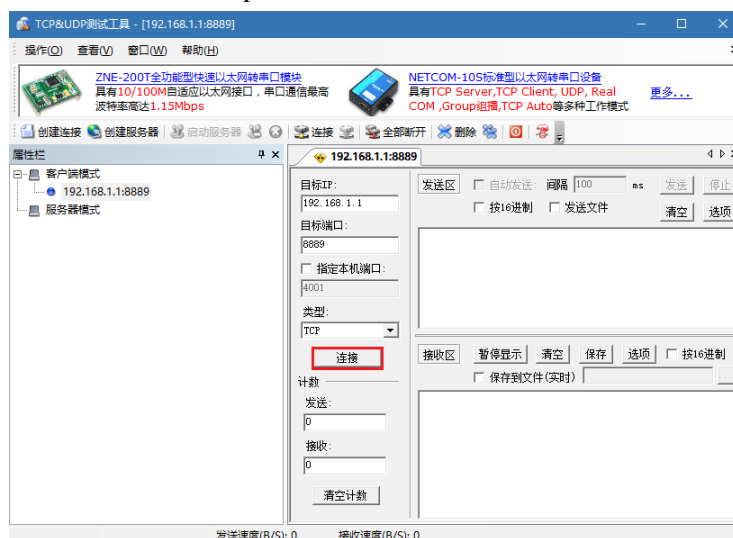 TCP&UDP测试工具 - [192.168.1.1:8889]
操作(O) 查看(V) 窗口(W) 帮助(H)
ZNE-200T全功能型快速以太网转串口模块
具有10/100M自适应以太网接口，串口通信最高
波特率高达1.15Mbps
NETCOM-10S标准型以太网转串口设备
具有TCP Server,TCP Client, UDP, Real
COM ,Group组播,TCP Auto等多种工作模式
更多...
创建连接 创建服务器 启动服务器 连接 全部断开 删除
属性栏
客户端模式
192.168.1.1:8889
服务器模式
192.168.1.1:8889
目标IP:
192.168.1.1
目标端口:
8889
指定本机端口:
4001
类型:
TCP
连接
计数
发送:
0
接收:
0
清空计数
发送区 自动发送: 间隔 100 ms 发送 停止
按16进制 发送文件 清空 选项
接收区 暂停显示 清空 保存 选项 按16进制
保存到文件(实时)
发送速度(B/S): 0 接收速度(B/S): 0